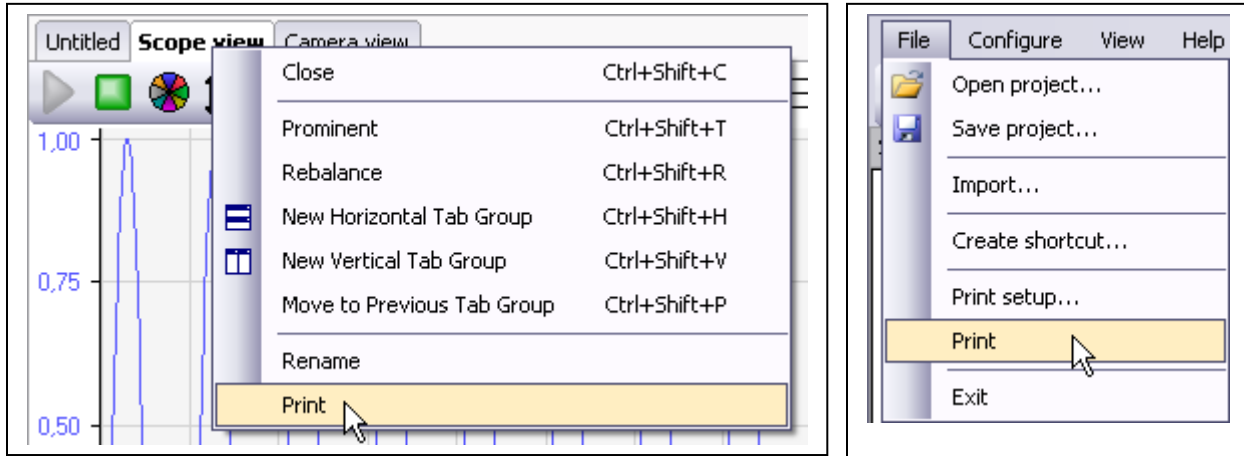 Untitled Scope view Camera view
Close Ctrl+Shift+C
Prominent Ctrl+Shift+T
Rebalance Ctrl+Shift+R
New Horizontal Tab Group Ctrl+Shift+H
New Vertical Tab Group Ctrl+Shift+V
Move to Previous Tab Group Ctrl+Shift+P
Rename
Print
1,00
0,75
0,50
File Configure View Help
Open project...
Save project...
Import...
Create shortcut...
Print setup...
Print
Exit